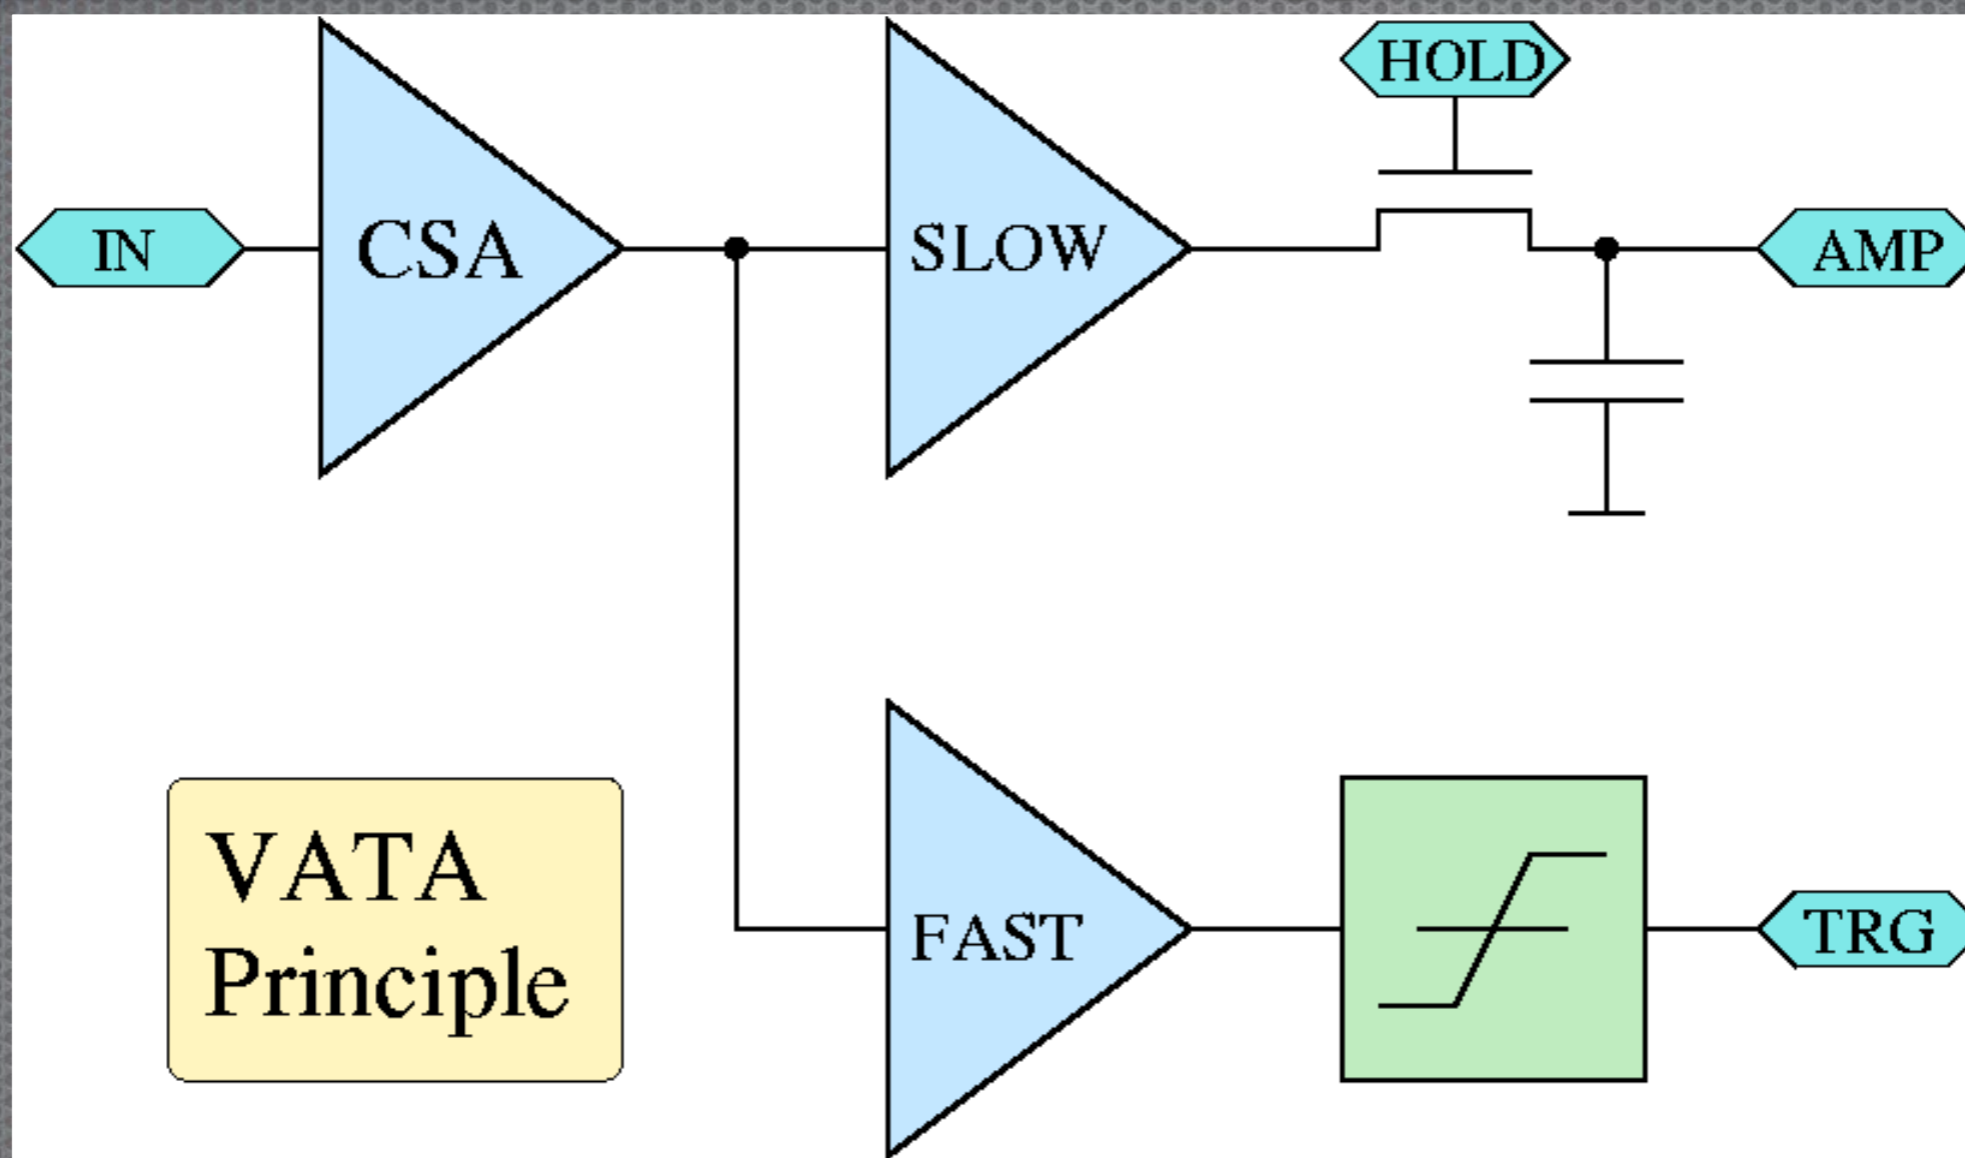 HOLD
IN
CSA
SLOW
AMP
VATA
Principle
FAST
TRG